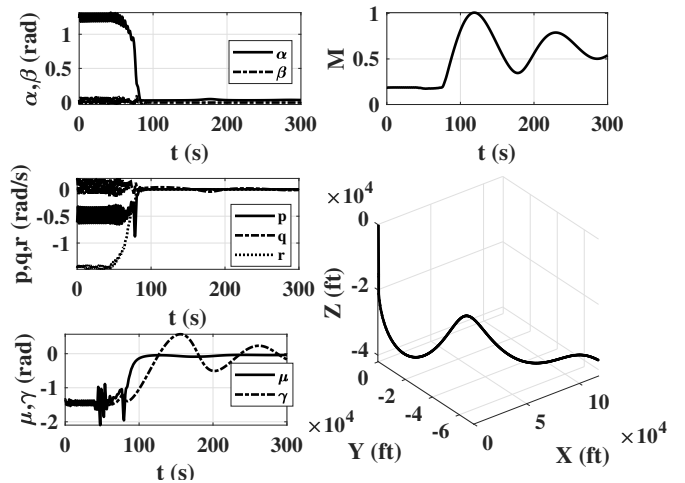 1
0.5
0
α,β (rad)
α
β
0 100 200 300
t (s)
1
0.5
0
M
0 100 200 300
t (s)
0
-0.5
-1
p,q,r (rad/s)
p
q
r
0 100 200 300
t (s)
0
-1
-2
μ,γ (rad)
μ
γ
0 100 200 300
t (s)
×10⁴
0
-2
-4
Z (ft)
0
-2
-4
-6
Y (ft)
×10⁴
0
5
10
X (ft)
×10⁴